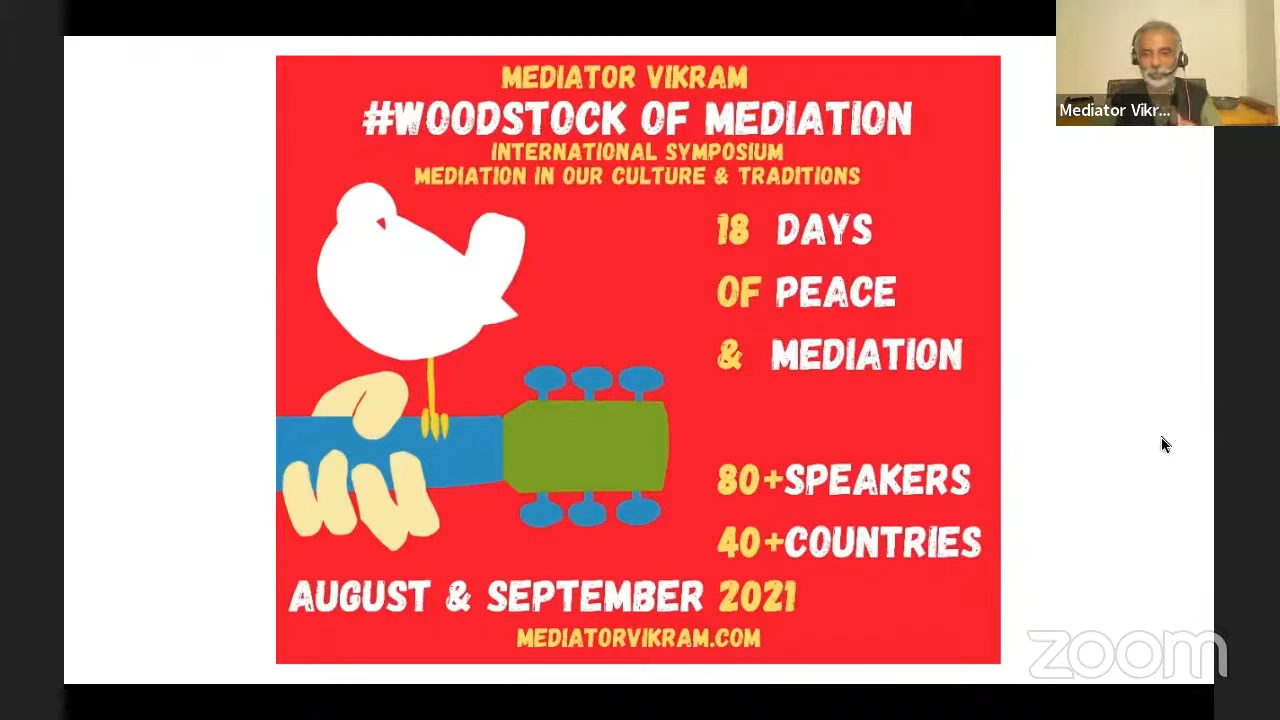 MEDIATOR VIKRAM
#WOODSTOCK OF MEDIATION
INTERNATIONAL SYMPOSIUM
MEDIATION IN OUR CULTURE & TRADITIONS
18 DAYS
OF PEACE
& MEDIATION
80+SPEAKERS
40+COUNTRIES
AUGUST & SEPTEMBER 2021
MEDIATORVIKRAM.COM
Mediator Vikr...
zoom